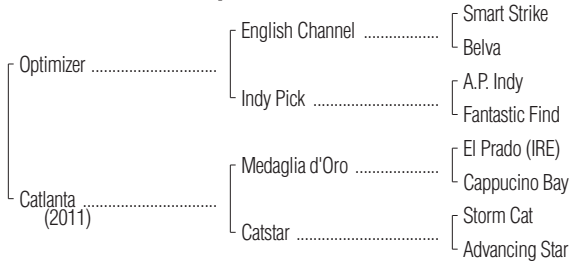 Smart Strike
English Channel ..................
Belva
Optimizer ..............................
A.P. Indy
Indy Pick ..............................
Fantastic Find
El Prado (IRE)
Medaglia d'Oro ....................
Cappucino Bay
Catlanta ................................
(2011)
Storm Cat
Catstar ..................................
Advancing Star